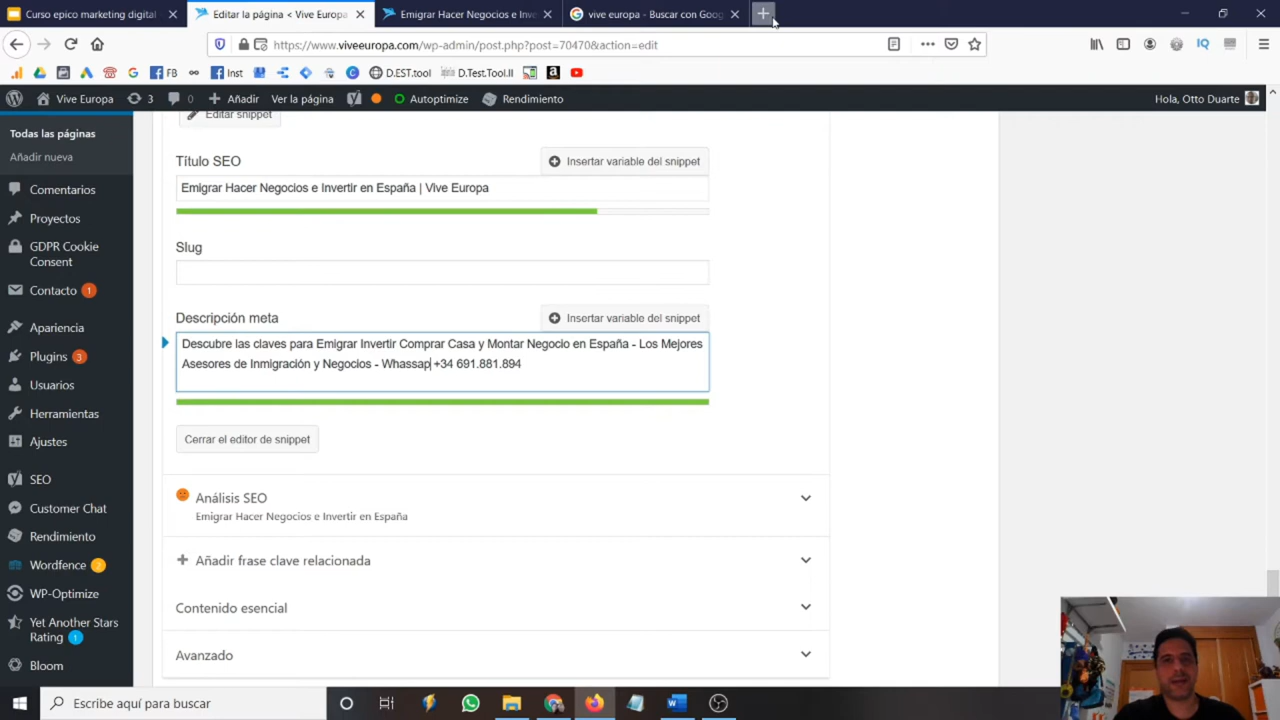 Curso epico marketing digital
Editar la página < Vive Europa
Emigrar Hacer Negocios e Inv
vive europa - Buscar con Goog
https://www.viveeuropa.com/wp-admin/post.php?post=70470&action=edit
FB
Inst
D.EST.tool
D.Test.Tool.II
Vive Europa
3
0
Añadir
Ver la página
Autoptimize
Rendimiento
Hola, Otto Duarte
Todas las páginas
Añadir nueva
Comentarios
Proyectos
GDPR Cookie
Consent
Contacto 1
Apariencia
Plugins 3
Usuarios
Herramientas
Ajustes
SEO
Customer Chat
Rendimiento
Wordfence 2
WP-Optimize
Yet Another Stars
Rating 1
Bloom
Editar snippet
Título SEO
Insertar variable del snippet
Emigrar Hacer Negocios e Invertir en España | Vive Europa
Slug
Descripción meta
Insertar variable del snippet
Descubre las claves para Emigrar Invertir Comprar Casa y Montar Negocio en España - Los Mejores
Asesores de Inmigración y Negocios - Whassap +34 691.881.894
Cerrar el editor de snippet
Análisis SEO
Emigrar Hacer Negocios e Invertir en España
Añadir frase clave relacionada
Contenido esencial
Avanzado
Escribe aquí para buscar